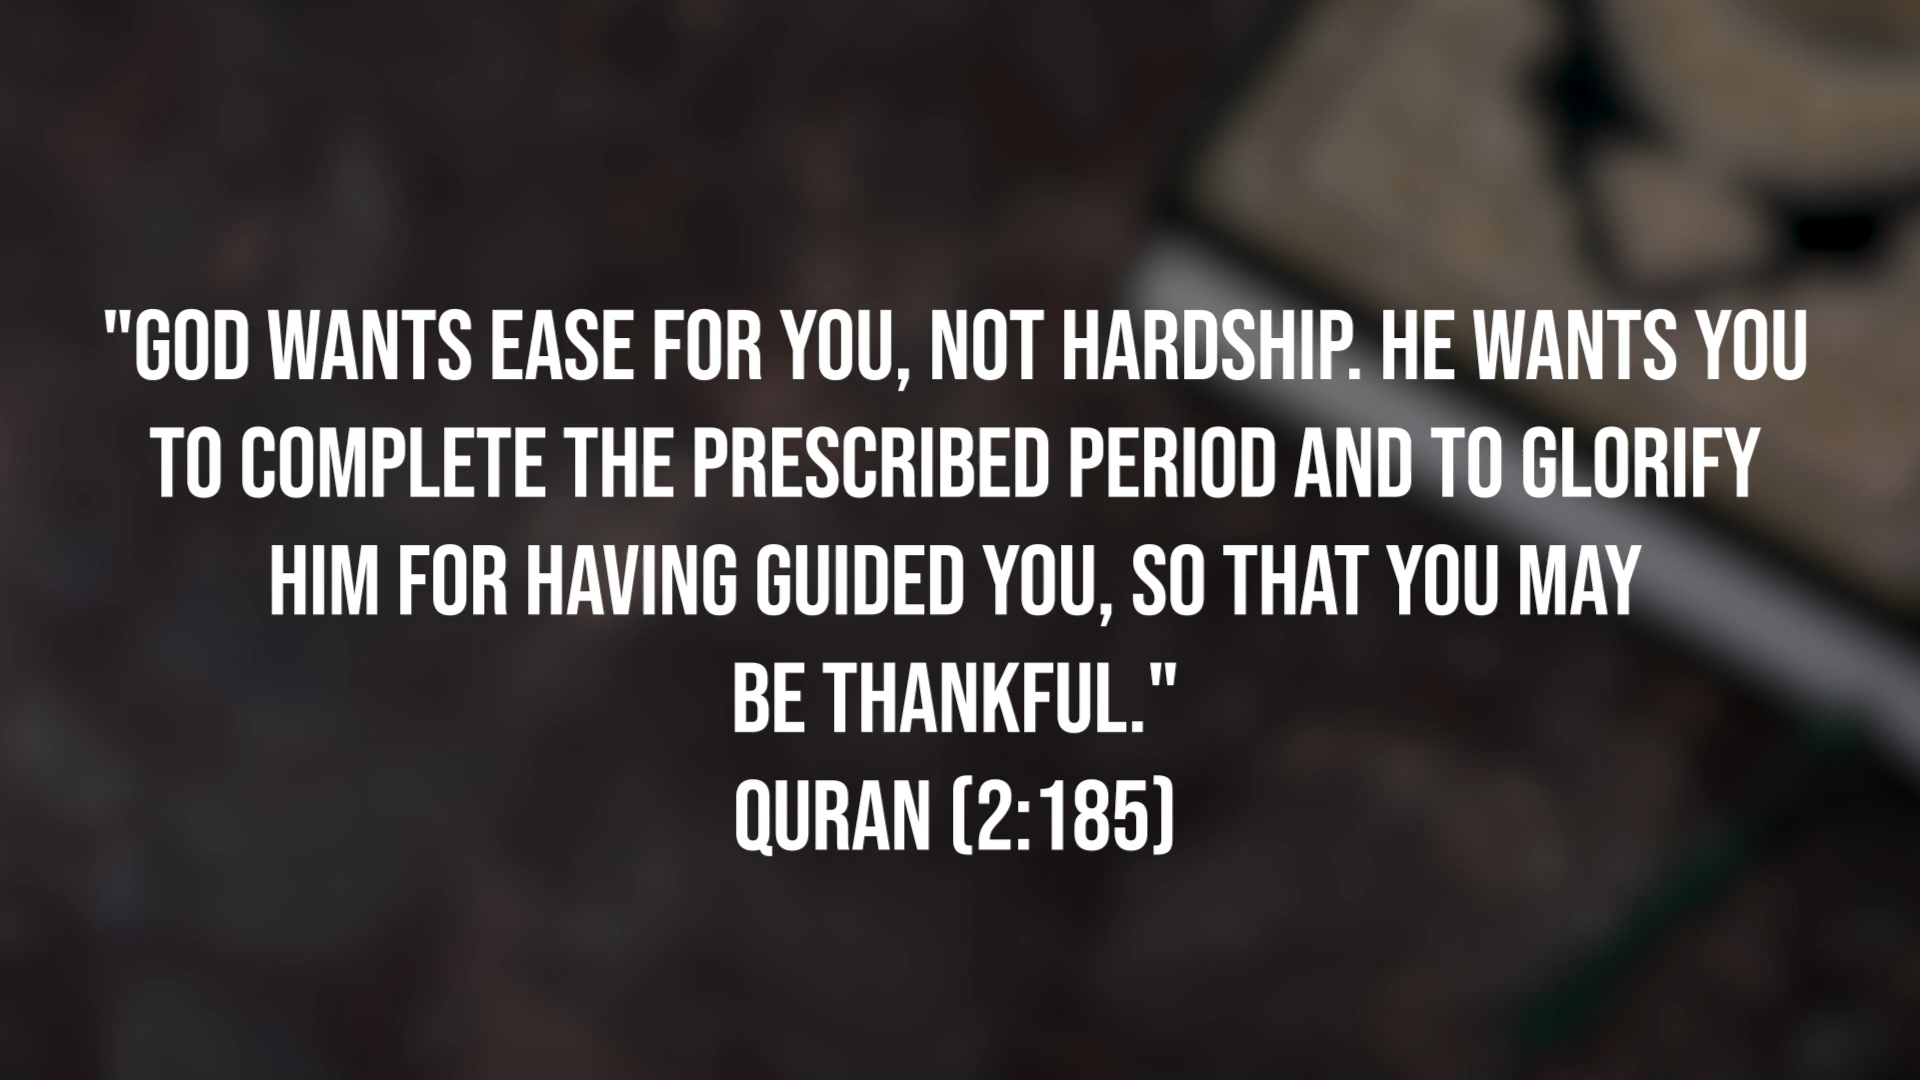 "GOD WANTS EASE FOR YOU, NOT HARDSHIP. HE WANTS YOU
TO COMPLETE THE PRESCRIBED PERIOD AND TO GLORIFY
HIM FOR HAVING GUIDED YOU, SO THAT YOU MAY
BE THANKFUL."
QURAN (2:185)